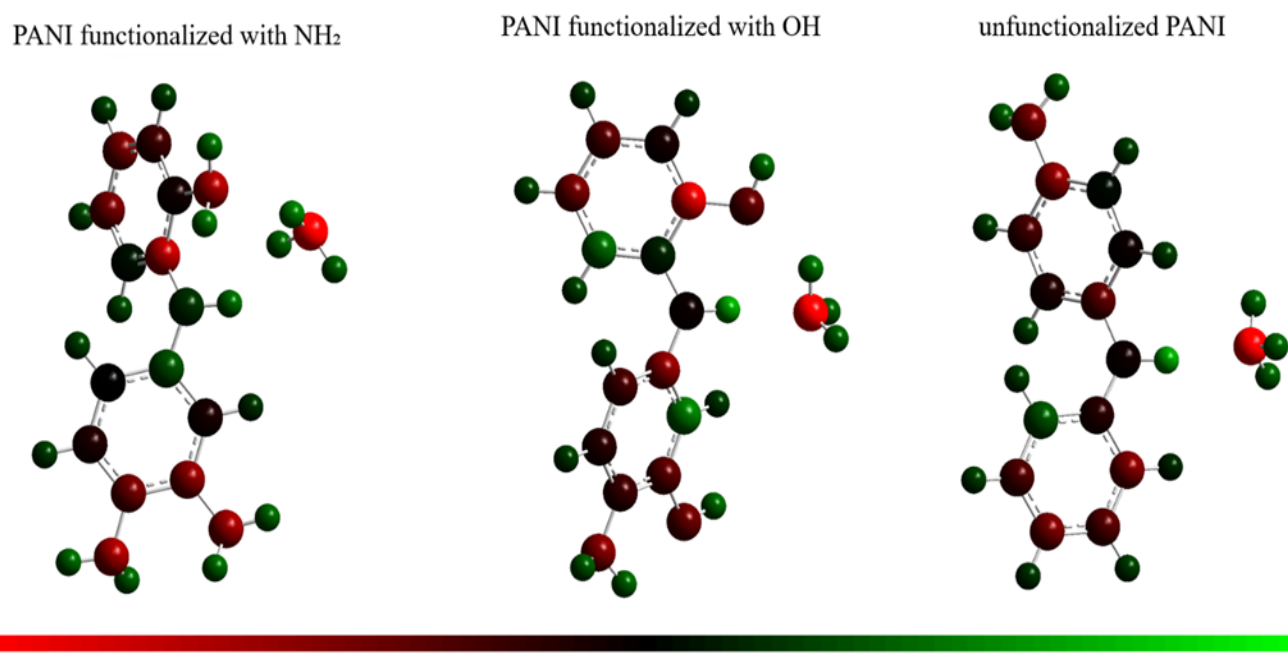 PANI functionalized with NH₂
PANI functionalized with OH
unfunctionalized PANI